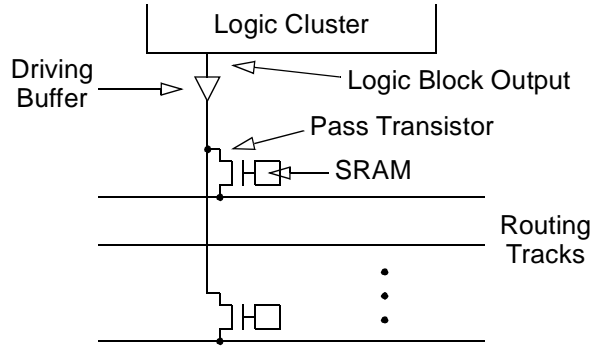 Logic Cluster
Driving
Buffer
Logic Block Output
Pass Transistor
SRAM
Routing
Tracks